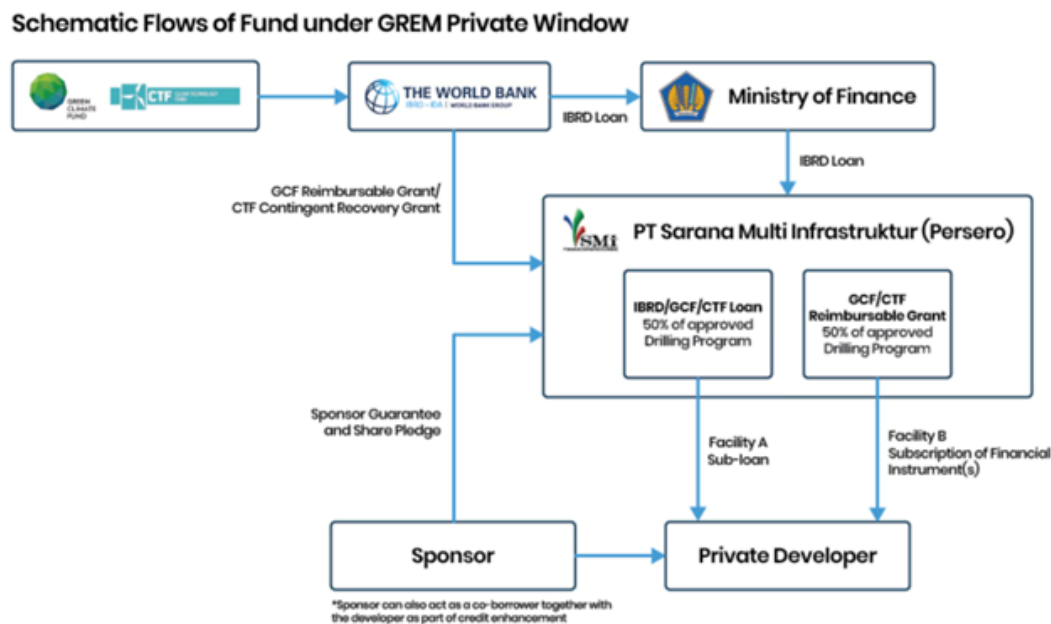 Schematic Flows of Fund under GREM Private Window
GREEN
CLIMATE
FUND
CTF
CLEAN TECHNOLOGY
FUND
THE WORLD BANK
IBRD • IDA | WORLD BANK GROUP
IBRD Loan
Ministry of Finance
IBRD Loan
GCF Reimbursable Grant/
CTF Contingent Recovery Grant
SMI
PT Sarana Multi Infrastruktur (Persero)
IBRD/GCF/CTF Loan
50% of approved
Drilling Program
GCF/CTF
Reimbursable Grant
50% of approved
Drilling Program
Sponsor Guarantee
and Share Pledge
Facility A
Sub-loan
Facility B
Subscription of Financial
Instrument(s)
Sponsor
Private Developer
*Sponsor can also act as a co-borrower together with
the developer as part of credit enhancement